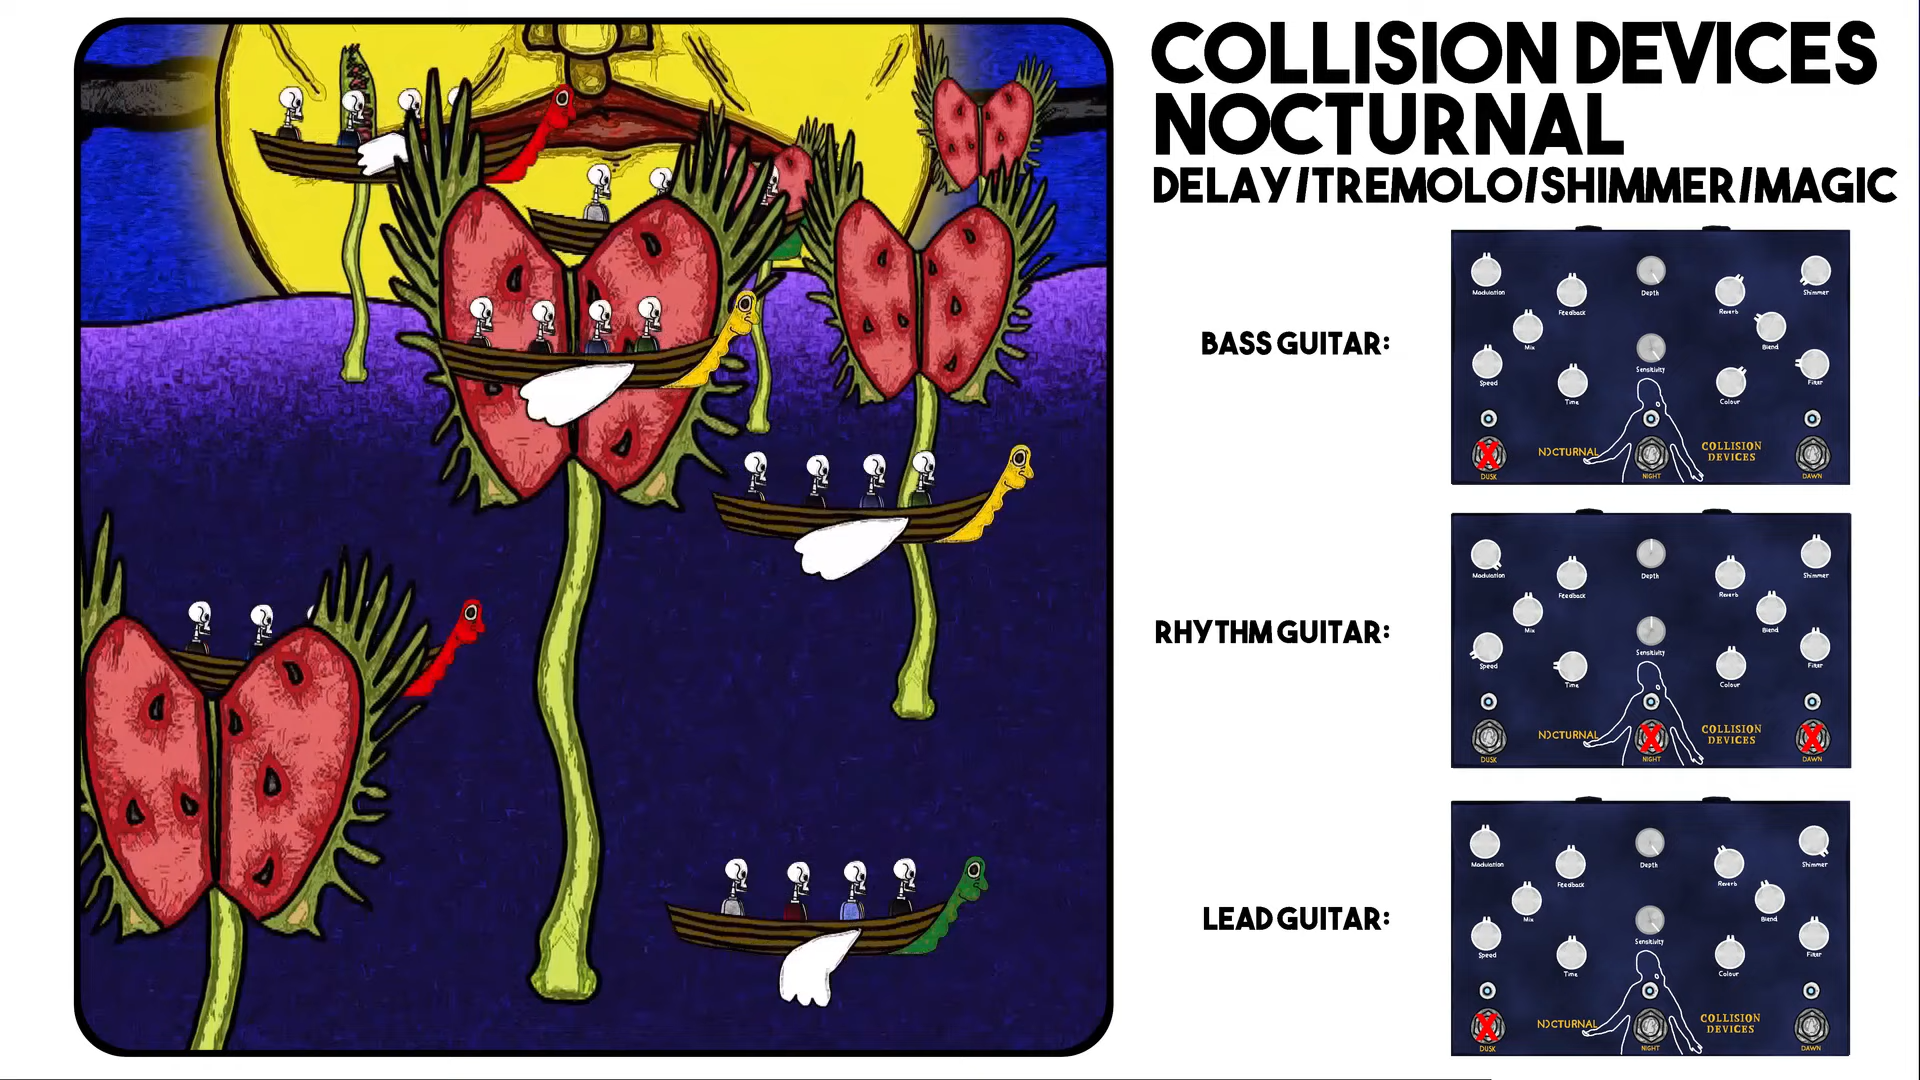 COLLISION DEVICES
NOCTURNAL
DELAY/TREMOLO/SHIMMER/MAGIC
BASS GUITAR:
Modulation
Feedback
Depth
Reverb
Shimmer
Mix
Blend
Speed
Time
Sensitivity
Colour
Filter
X
NOCTURNAL
COLLISION
DEVICES
DUSK
NIGHT
DAWN
RHYTHM GUITAR:
Modulation
Feedback
Depth
Reverb
Shimmer
Mix
Blend
Speed
Time
Sensitivity
Colour
Filter
NOCTURNAL
X
COLLISION
DEVICES
X
DUSK
NIGHT
DAWN
LEAD GUITAR:
Modulation
Feedback
Depth
Reverb
Shimmer
Mix
Blend
Speed
Time
Sensitivity
Colour
Filter
X
NOCTURNAL
COLLISION
DEVICES
DUSK
NIGHT
DAWN